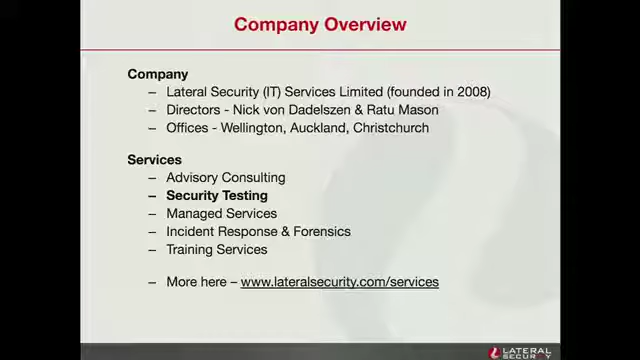 Company Overview
Company
– Lateral Security (IT) Services Limited (founded in 2008)
– Directors - Nick von Dadelszen & Ratu Mason
– Offices - Wellington, Auckland, Christchurch
Services
– Advisory Consulting
– Security Testing
– Managed Services
– Incident Response & Forensics
– Training Services
– More here – www.lateralsecurity.com/services
LATERAL
SECURITY